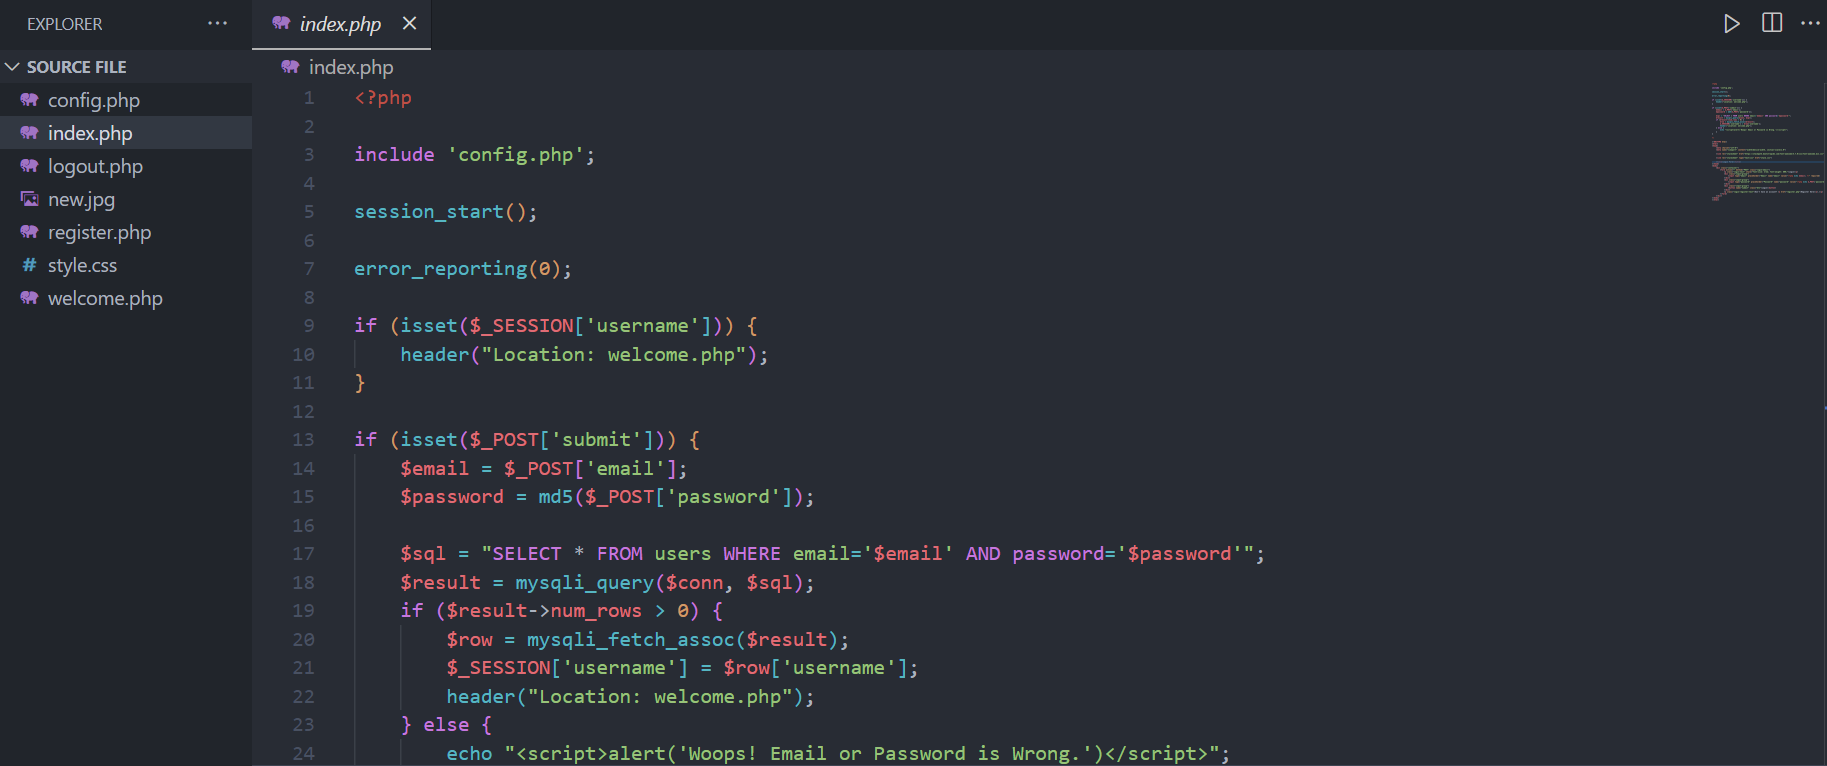 EXPLORER
SOURCE FILE
config.php
index.php
logout.php
new.jpg
register.php
style.css
welcome.php
index.php
index.php
1 <?php
2
3 include 'config.php';
4
5 session_start();
6
7 error_reporting(0);
8
9 if (isset($_SESSION['username'])) {
10     header("Location: welcome.php");
11 }
12
13 if (isset($_POST['submit'])) {
14     $email = $_POST['email'];
15     $password = md5($_POST['password']);
16
17     $sql = "SELECT * FROM users WHERE email='$email' AND password='$password'";
18     $result = mysqli_query($conn, $sql);
19     if ($result->num_rows > 0) {
20         $row = mysqli_fetch_assoc($result);
21         $_SESSION['username'] = $row['username'];
22         header("Location: welcome.php");
23     } else {
24         echo "<script>alert('Woops! Email or Password is Wrong.')</script>";